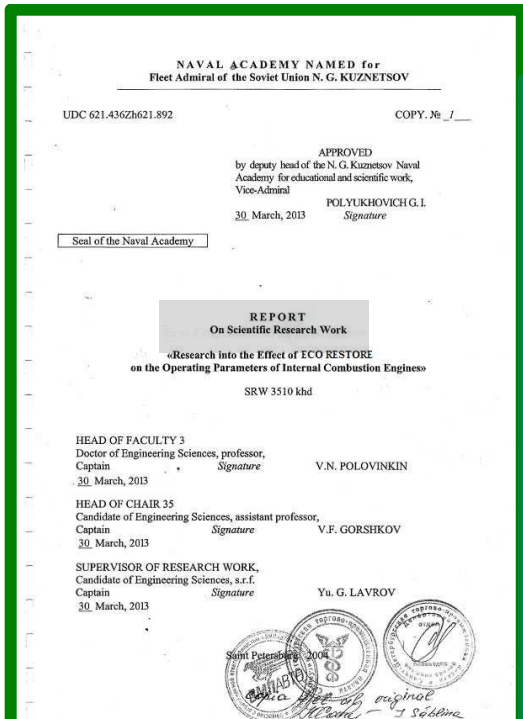 NAVAL ACADEMY NAMED for
Fleet Admiral of the Soviet Union N. G. KUZNETSOV
UDC 621.436Zh621.892
COPY. № 1
APPROVED
by deputy head of the N. G. Kuznetsov Naval
Academy for educational and scientific work,
Vice-Admiral
POLYUKHOVICH G. I.
30 March, 2013 Signature
Seal of the Naval Academy
REPORT
On Scientific Research Work
«Research into the Effect of ECO RESTORE
on the Operating Parameters of Internal Combustion Engines»
SRW 3510 khd
HEAD OF FACULTY 3
Doctor of Engineering Sciences, professor,
Captain Signature V.N. POLOVINKIN
30 March, 2013
HEAD OF CHAIR 35
Candidate of Engineering Sciences, assistant professor,
Captain Signature V.F. GORSHKOV
30 March, 2013
SUPERVISOR OF RESEARCH WORK,
Candidate of Engineering Sciences, s.r.f.
Captain Signature Yu. G. LAVROV
30 March, 2013
Saint Petersburg 2004
original